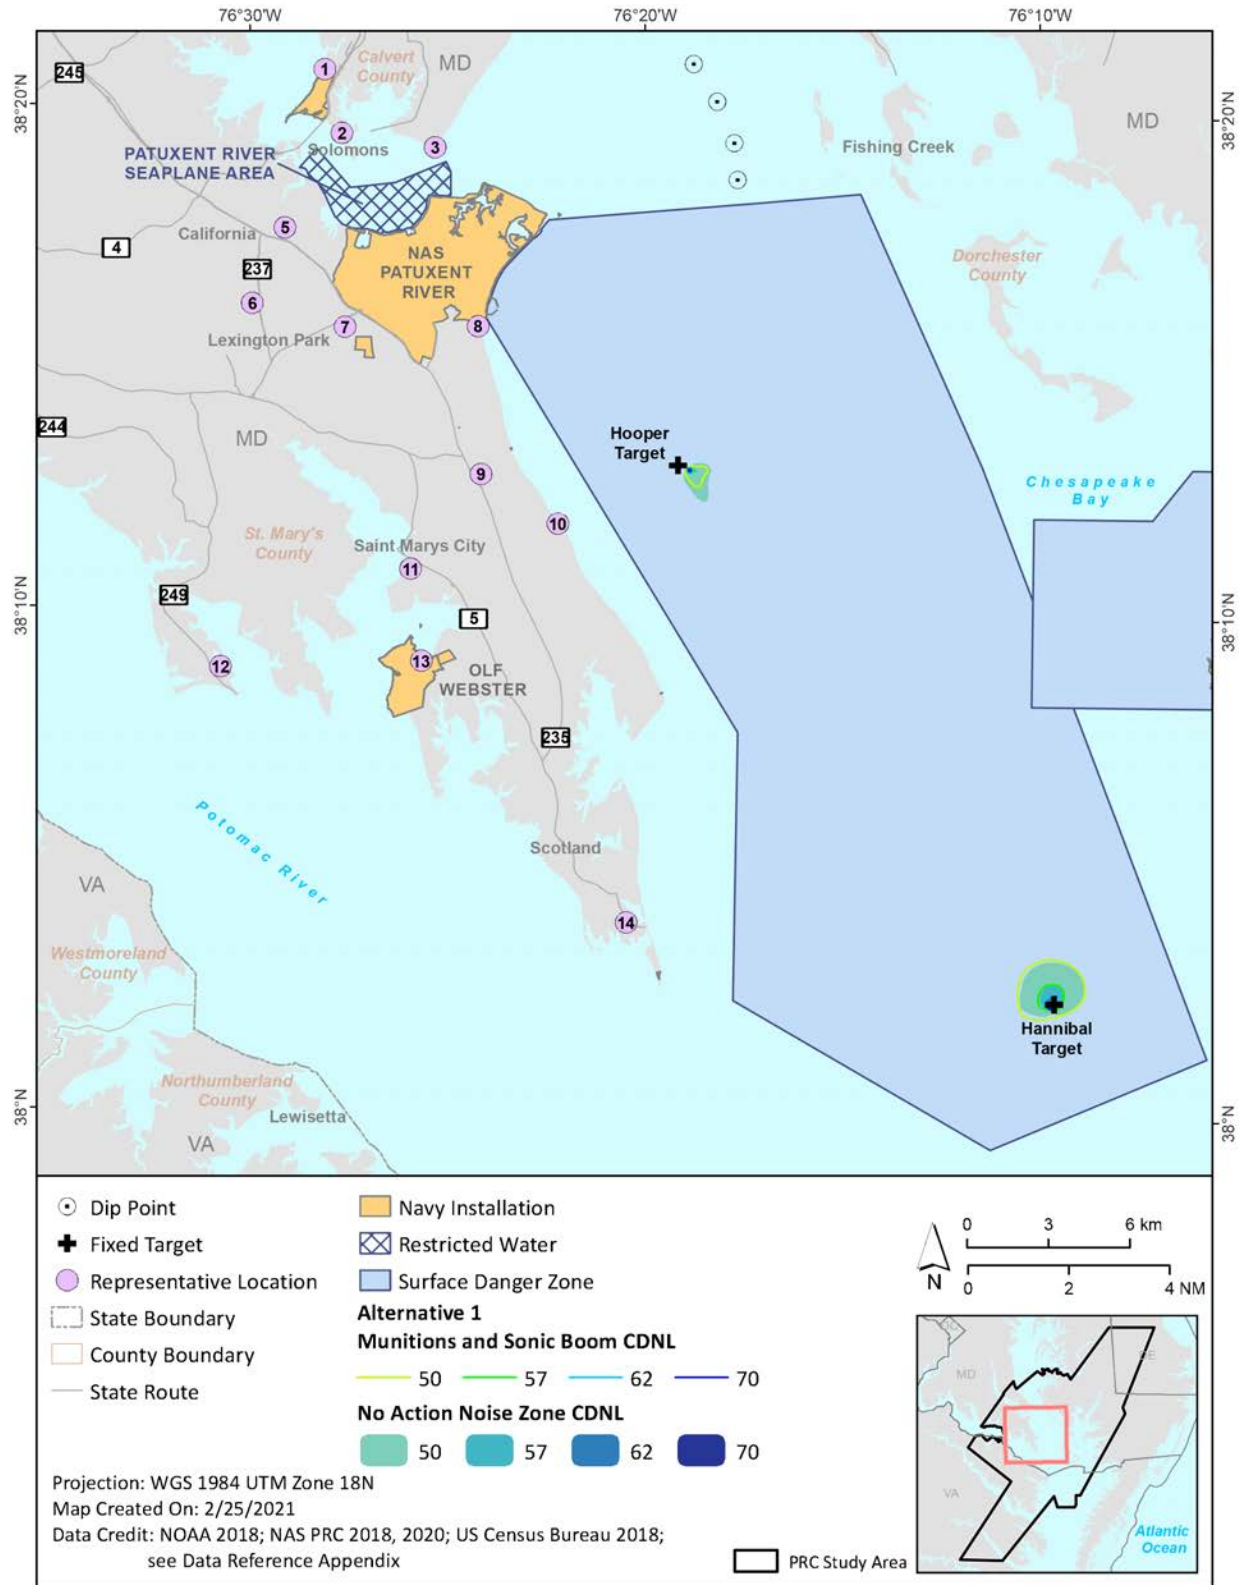 76°30'W
76°20'W
76°10'W
38°20'N
38°20'N
245
1
Calvert
County
MD
MD
2
3
Solomons
Fishing Creek
PATUXENT RIVER
SEAPLANE AREA
5
California
4
237
NAS
PATUXENT
RIVER
Dorchester
County
6
7
8
Lexington Park
244
MD
Hooper
Target
9
Chesapeake
Bay
10
St. Mary's
County
Saint Marys City
11
38°10'N
38°10'N
249
5
12
13
OLF
WEBSTER
235
Potomac River
Scotland
VA
14
Westmoreland
County
Hannibal
Target
Northumberland
County
Lewisetta
VA
38°N
38°N
Dip Point
Fixed Target
Representative Location
State Boundary
County Boundary
State Route
Navy Installation
Restricted Water
Surface Danger Zone
Alternative 1
Munitions and Sonic Boom CDNL
50 57 62 70
No Action Noise Zone CDNL
50 57 62 70
N
0 3 6 km
0 2 4 NM
Projection: WGS 1984 UTM Zone 18N
Map Created On: 2/25/2021
Data Credit: NOAA 2018; NAS PRC 2018, 2020; US Census Bureau 2018;
see Data Reference Appendix
PRC Study Area
DC
MD
DE
VA
Atlantic
Ocean